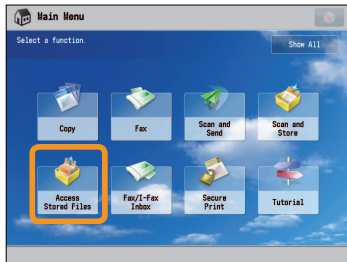 Main Menu
Select a function.
Show All
Copy
Fax
Scan and
Send
Scan and
Store
Access
Stored Files
Fax/I-Fax
Inbox
Secure
Print
Tutorial